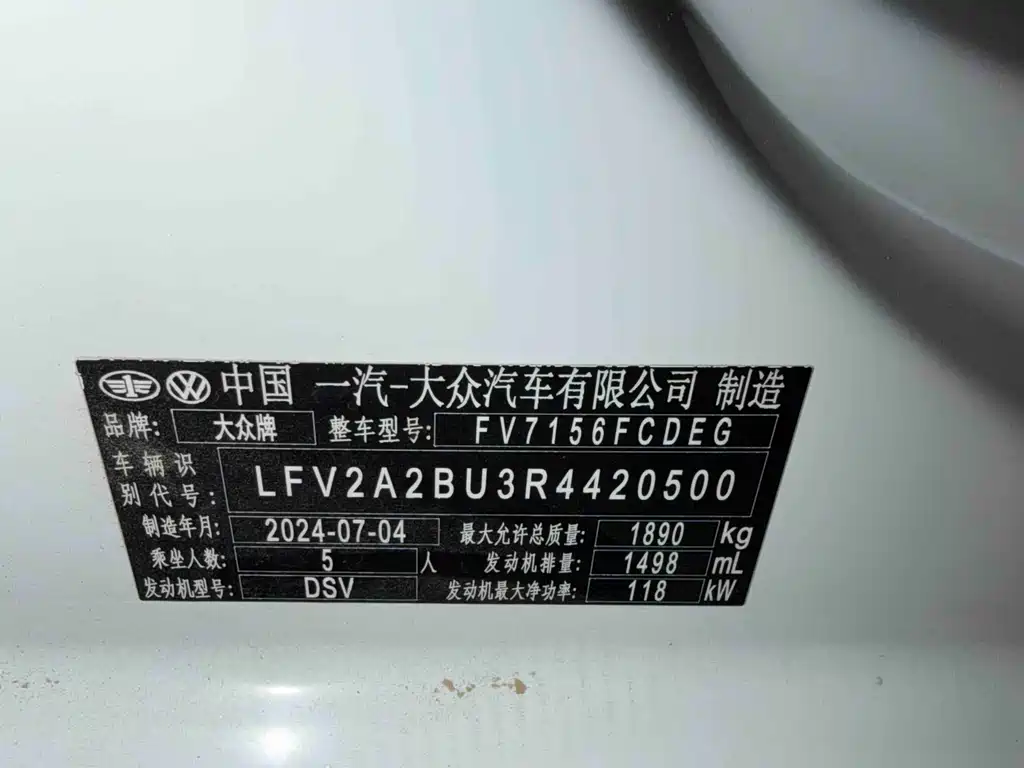 中国 一汽-大众汽车有限公司 制造
品牌: 大众牌 整车型号: FV7156FCDEG
车辆识别代号: LFV2A2BU3R4420500
制造年月: 2024-07-04 最大允许总质量: 1890 kg
乘坐人数: 5 人 发动机排量: 1498 mL
发动机型号: DSV 发动机最大净功率: 118 kW